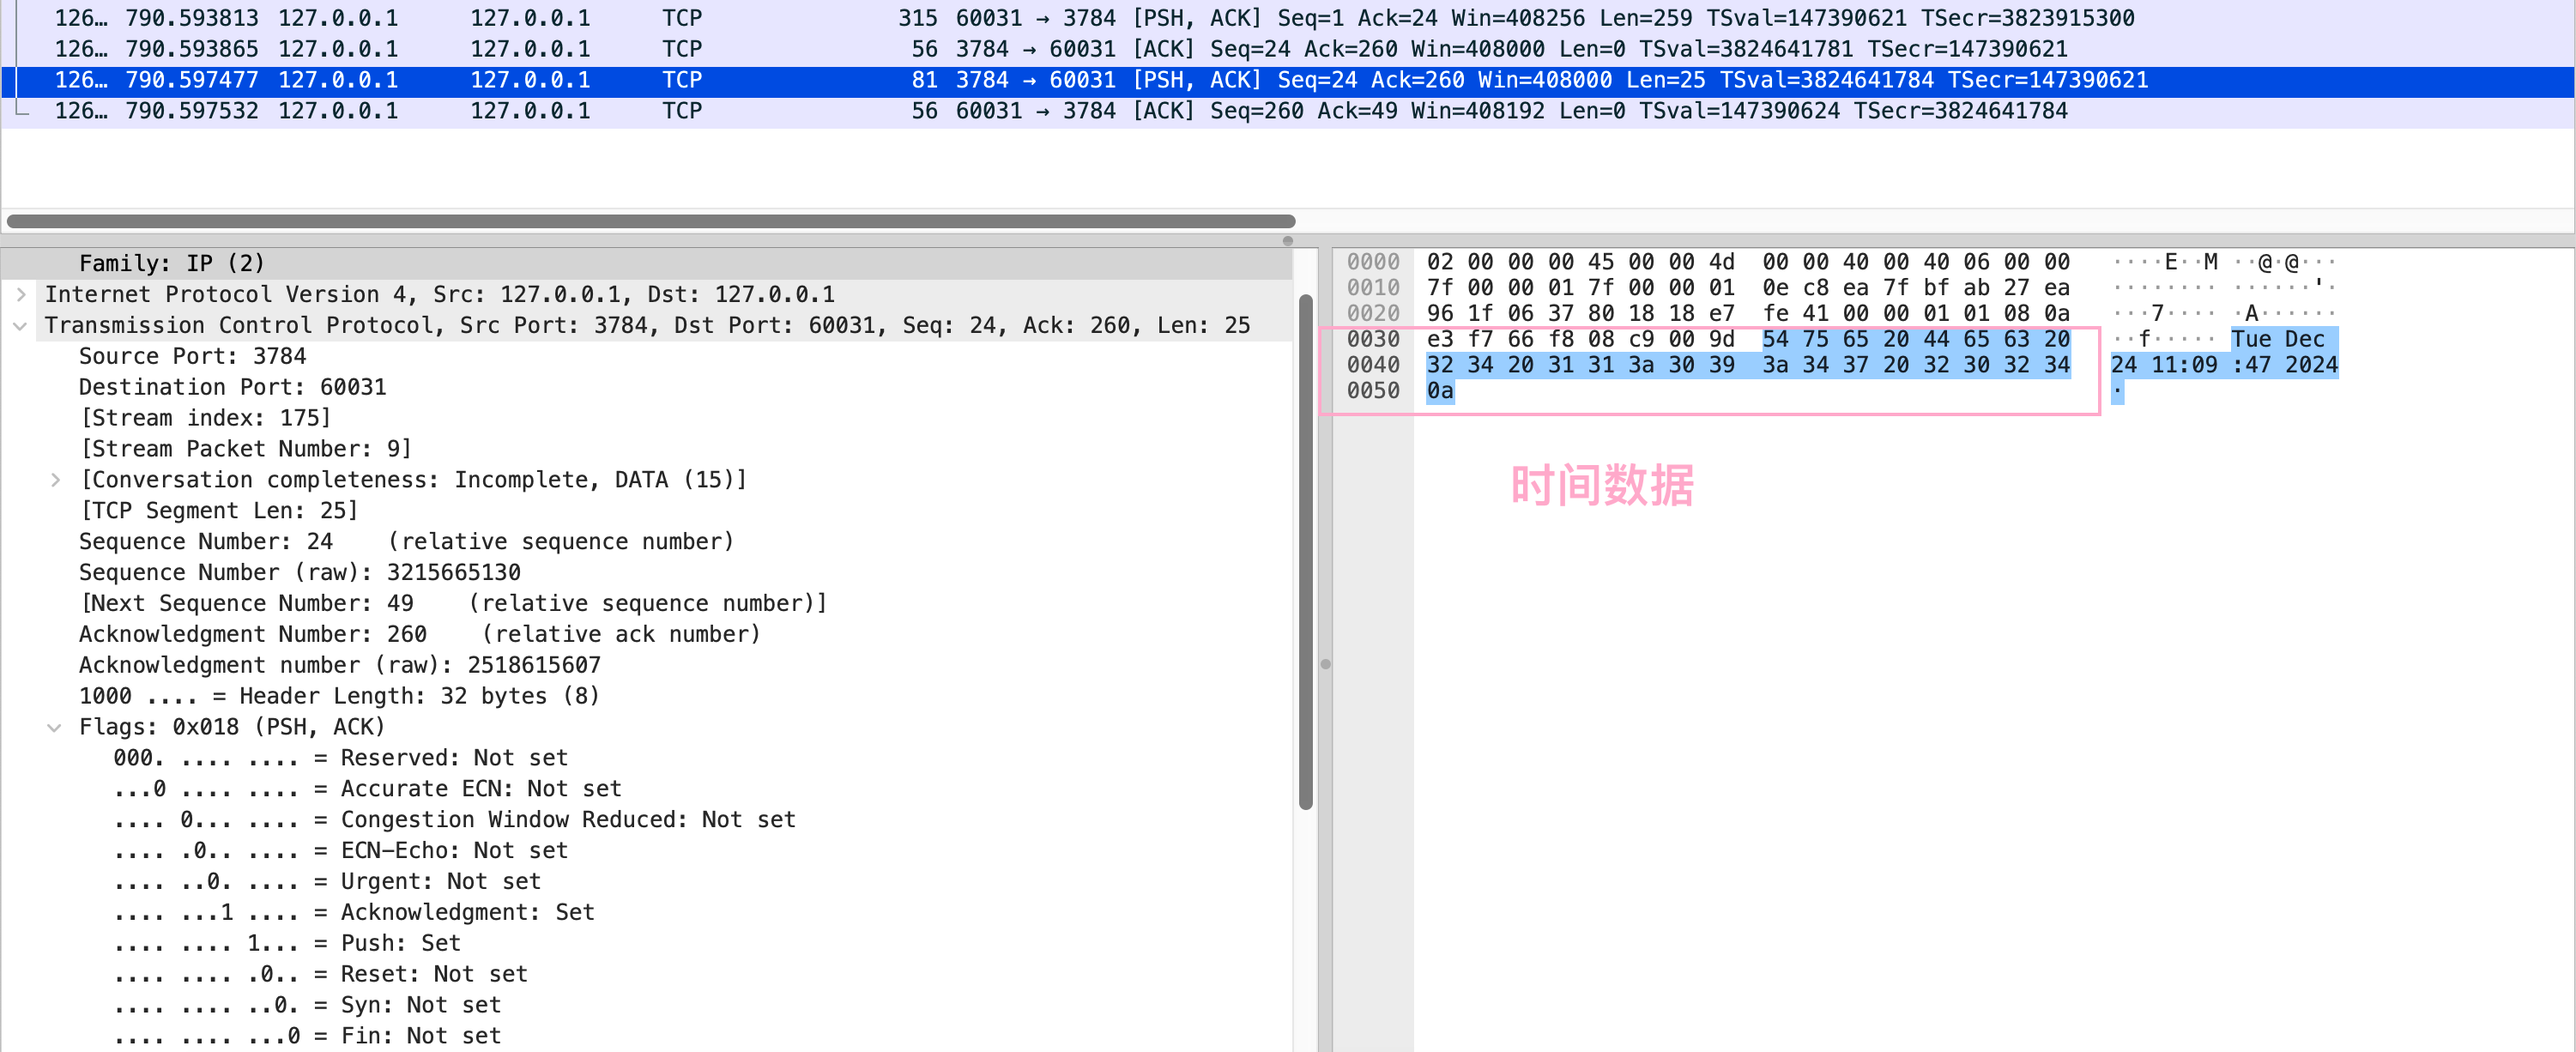 126… 790.593813 127.0.0.1 127.0.0.1 TCP 315 60031 → 3784 [PSH, ACK] Seq=1 Ack=24 Win=408256 Len=259 TSval=147390621 TSecr=3823915300
126… 790.593865 127.0.0.1 127.0.0.1 TCP 56 3784 → 60031 [ACK] Seq=24 Ack=260 Win=408000 Len=0 TSval=3824641781 TSecr=147390621
126… 790.597477 127.0.0.1 127.0.0.1 TCP 81 3784 → 60031 [PSH, ACK] Seq=24 Ack=260 Win=408000 Len=25 TSval=3824641784 TSecr=147390621
126… 790.597532 127.0.0.1 127.0.0.1 TCP 56 60031 → 3784 [ACK] Seq=260 Ack=49 Win=408192 Len=0 TSval=147390624 TSecr=3824641784
Family: IP (2)
Internet Protocol Version 4, Src: 127.0.0.1, Dst: 127.0.0.1
Transmission Control Protocol, Src Port: 3784, Dst Port: 60031, Seq: 24, Ack: 260, Len: 25
Source Port: 3784
Destination Port: 60031
[Stream index: 175]
[Stream Packet Number: 9]
[Conversation completeness: Incomplete, DATA (15)]
[TCP Segment Len: 25]
Sequence Number: 24 (relative sequence number)
Sequence Number (raw): 3215665130
[Next Sequence Number: 49 (relative sequence number)]
Acknowledgment Number: 260 (relative ack number)
Acknowledgment number (raw): 2518615607
1000 .... = Header Length: 32 bytes (8)
Flags: 0x018 (PSH, ACK)
000. .... .... = Reserved: Not set
...0 .... .... = Accurate ECN: Not set
.... 0... .... = Congestion Window Reduced: Not set
.... .0.. .... = ECN-Echo: Not set
.... ..0. .... = Urgent: Not set
.... ...1 .... = Acknowledgment: Set
.... .... 1... = Push: Set
.... .... .0.. = Reset: Not set
.... .... ..0. = Syn: Not set
.... .... ...0 = Fin: Not set
0000 02 00 00 00 45 00 00 4d 00 00 40 00 40 06 00 00 ····E··M ··@·@···
0010 7f 00 00 01 7f 00 00 01 0e c8 ea 7f bf ab 27 ea ········ ······'·
0020 96 1f 06 37 80 18 18 e7 fe 41 00 00 01 01 08 0a ···7···· ·A······
0030 e3 f7 66 f8 08 c9 00 9d 54 75 65 20 44 65 63 20 ··f····· Tue Dec
0040 32 34 20 31 31 3a 30 39 3a 34 37 20 32 30 32 34 24 11:09 :47 2024
0050 0a ·
时间数据